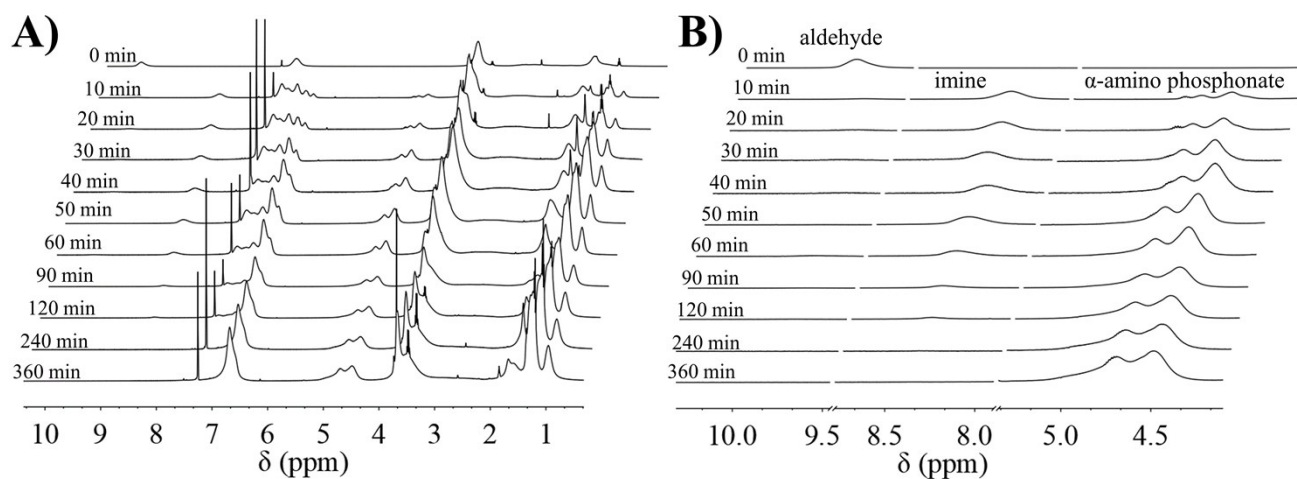 A)
0 min
10 min
20 min
30 min
40 min
50 min
60 min
90 min
120 min
240 min
360 min
10 9 8 7 6 5 4 3 2 1
δ (ppm)
B)
aldehyde
0 min
imine α-amino phosphonate
10 min
20 min
30 min
40 min
50 min
60 min
90 min
120 min
240 min
360 min
10.0 9.5 8.5 8.0 5.0 4.5
δ (ppm)